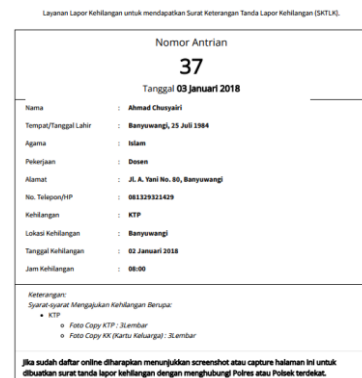 Layanan Lapor Kehilangan untuk mendapatkan Surat Keterangan Tanda Lapor Kehilangan (SKTLK).
Nomor Antrian
37
Tanggal 03 Januari 2018
Nama : Ahmad Chusyairi
Tempat/Tanggal Lahir : Banyuwangi, 25 Juli 1984
Agama : Islam
Pekerjaan : Dosen
Alamat : Jl. A. Yani No. 80, Banyuwangi
No. Telepon/HP : 081329321429
Kehilangan : KTP
Lokasi Kehilangan : Banyuwangi
Tanggal Kehilangan : 02 Januari 2018
Jam Kehilangan : 08:00
Keterangan:
Syarat-syarat Mengajukan Kehilangan Berupa:
• KTP
o Foto Copy KTP : 3Lembar
o Foto Copy KK (Kartu Keluarga) : 3Lembar
Jika sudah daftar online diharapkan menunjukkan screenshot atau capture halaman ini untuk
dibuatkan surat tanda lapor kehilangan dengan menghubungi Polres atau Polsek terdekat.